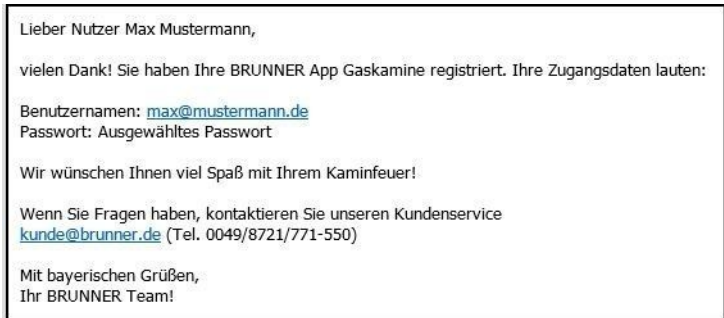 Lieber Nutzer Max Mustermann,
vielen Dank! Sie haben Ihre BRUNNER App Gaskamine registriert. Ihre Zugangsdaten lauten:
Benutzernamen: max@mustermann.de
Passwort: Ausgewähltes Passwort
Wir wünschen Ihnen viel Spaß mit Ihrem Kaminfeuer!
Wenn Sie Fragen haben, kontaktieren Sie unseren Kundenservice
kunde@brunner.de (Tel. 0049/8721/771-550)
Mit bayerischen Grüßen,
Ihr BRUNNER Team!